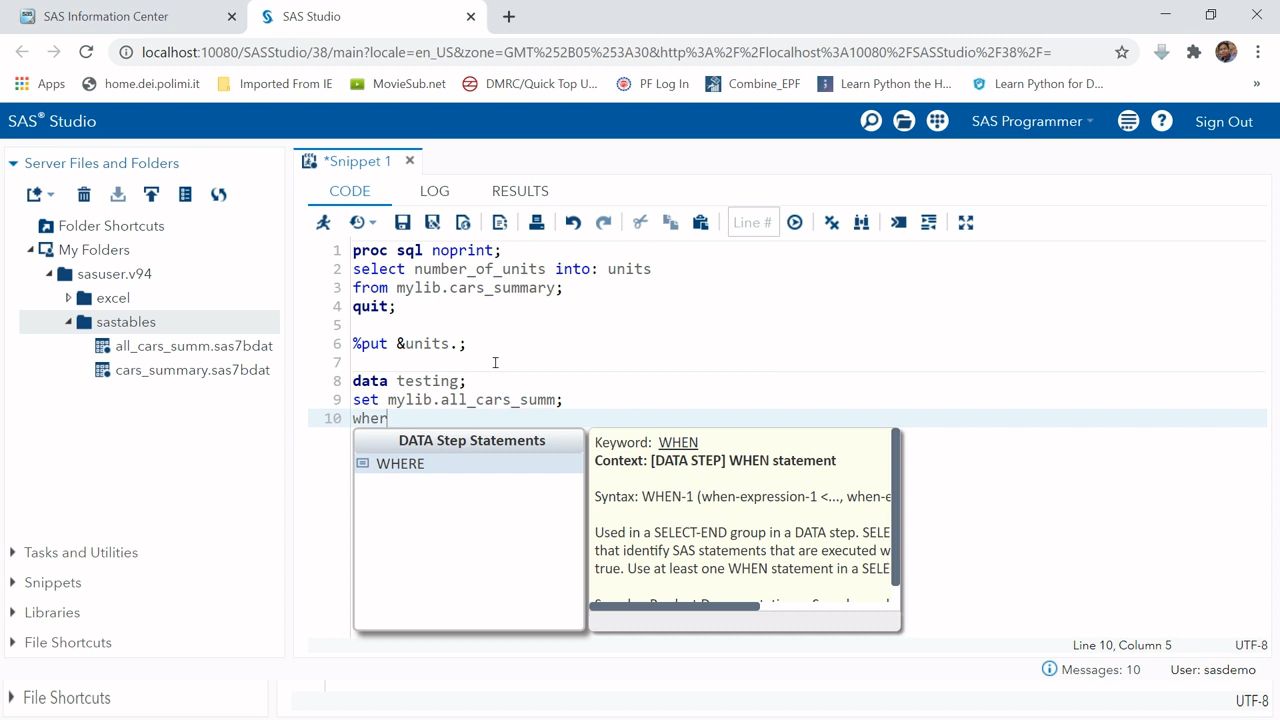 SAS Information Center
SAS Studio
localhost:10080/SASStudio/38/main?locale=en_US&zone=GMT%252B05%253A30&http%3A%2F%2Flocalhost%3A10080%2FSASStudio%2F38%2F=
Apps
home.dei.polimi.it
Imported From IE
MovieSub.net
DMRC/Quick Top U...
PF Log In
Combine_EPF
Learn Python the H...
Learn Python for D...
»
SAS® Studio
SAS Programmer
Sign Out
Server Files and Folders
Folder Shortcuts
My Folders
sasuser.v94
excel
sastables
all_cars_summ.sas7bdat
cars_summary.sas7bdat
Tasks and Utilities
Snippets
Libraries
File Shortcuts
*Snippet 1
CODE LOG RESULTS
Line #
1 proc sql noprint;
2 select number_of_units into: units
3 from mylib.cars_summary;
4 quit;
5
6 %put &units.;
7
8 data testing;
9 set mylib.all_cars_summ;
10 wher
DATA Step Statements
WHERE
Keyword: WHEN
Context: [DATA STEP] WHEN statement
Syntax: WHEN-1 (when-expression-1 <..., when-e
Used in a SELECT-END group in a DATA step. SELE
that identify SAS statements that are executed w
true. Use at least one WHEN statement in a SELE
Line 10, Column 5
UTF-8
Messages: 10
User: sasdemo
File Shortcuts
UTF-8